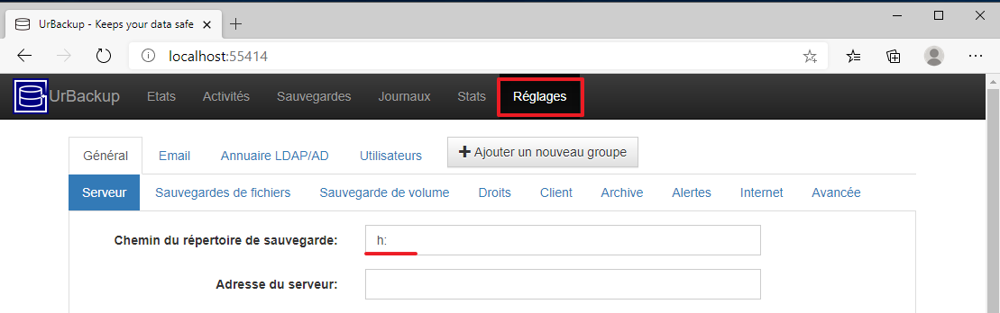 UrBackup - Keeps your data safe
localhost:55414
UrBackup Etats Activités Sauvegardes Journaux Stats Réglages
Général Email Annuaire LDAP/AD Utilisateurs Ajouter un nouveau groupe
Serveur Sauvegardes de fichiers Sauvegarde de volume Droits Client Archive Alertes Internet Avancée
Chemin du répertoire de sauvegarde: h:
Adresse du serveur: